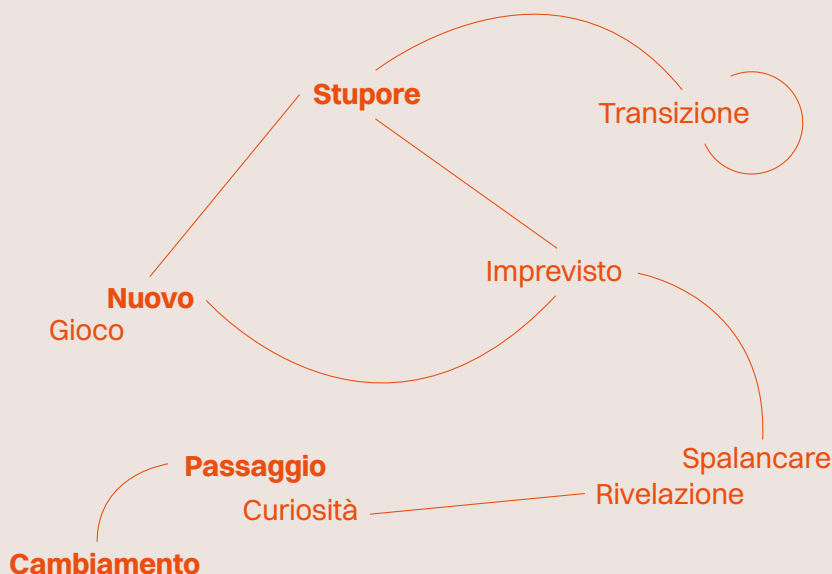 Stupore
Transizione
Imprevisto
Nuovo
Gioco
Passaggio
Spalancare
Rivelazione
Curiosità
Cambiamento